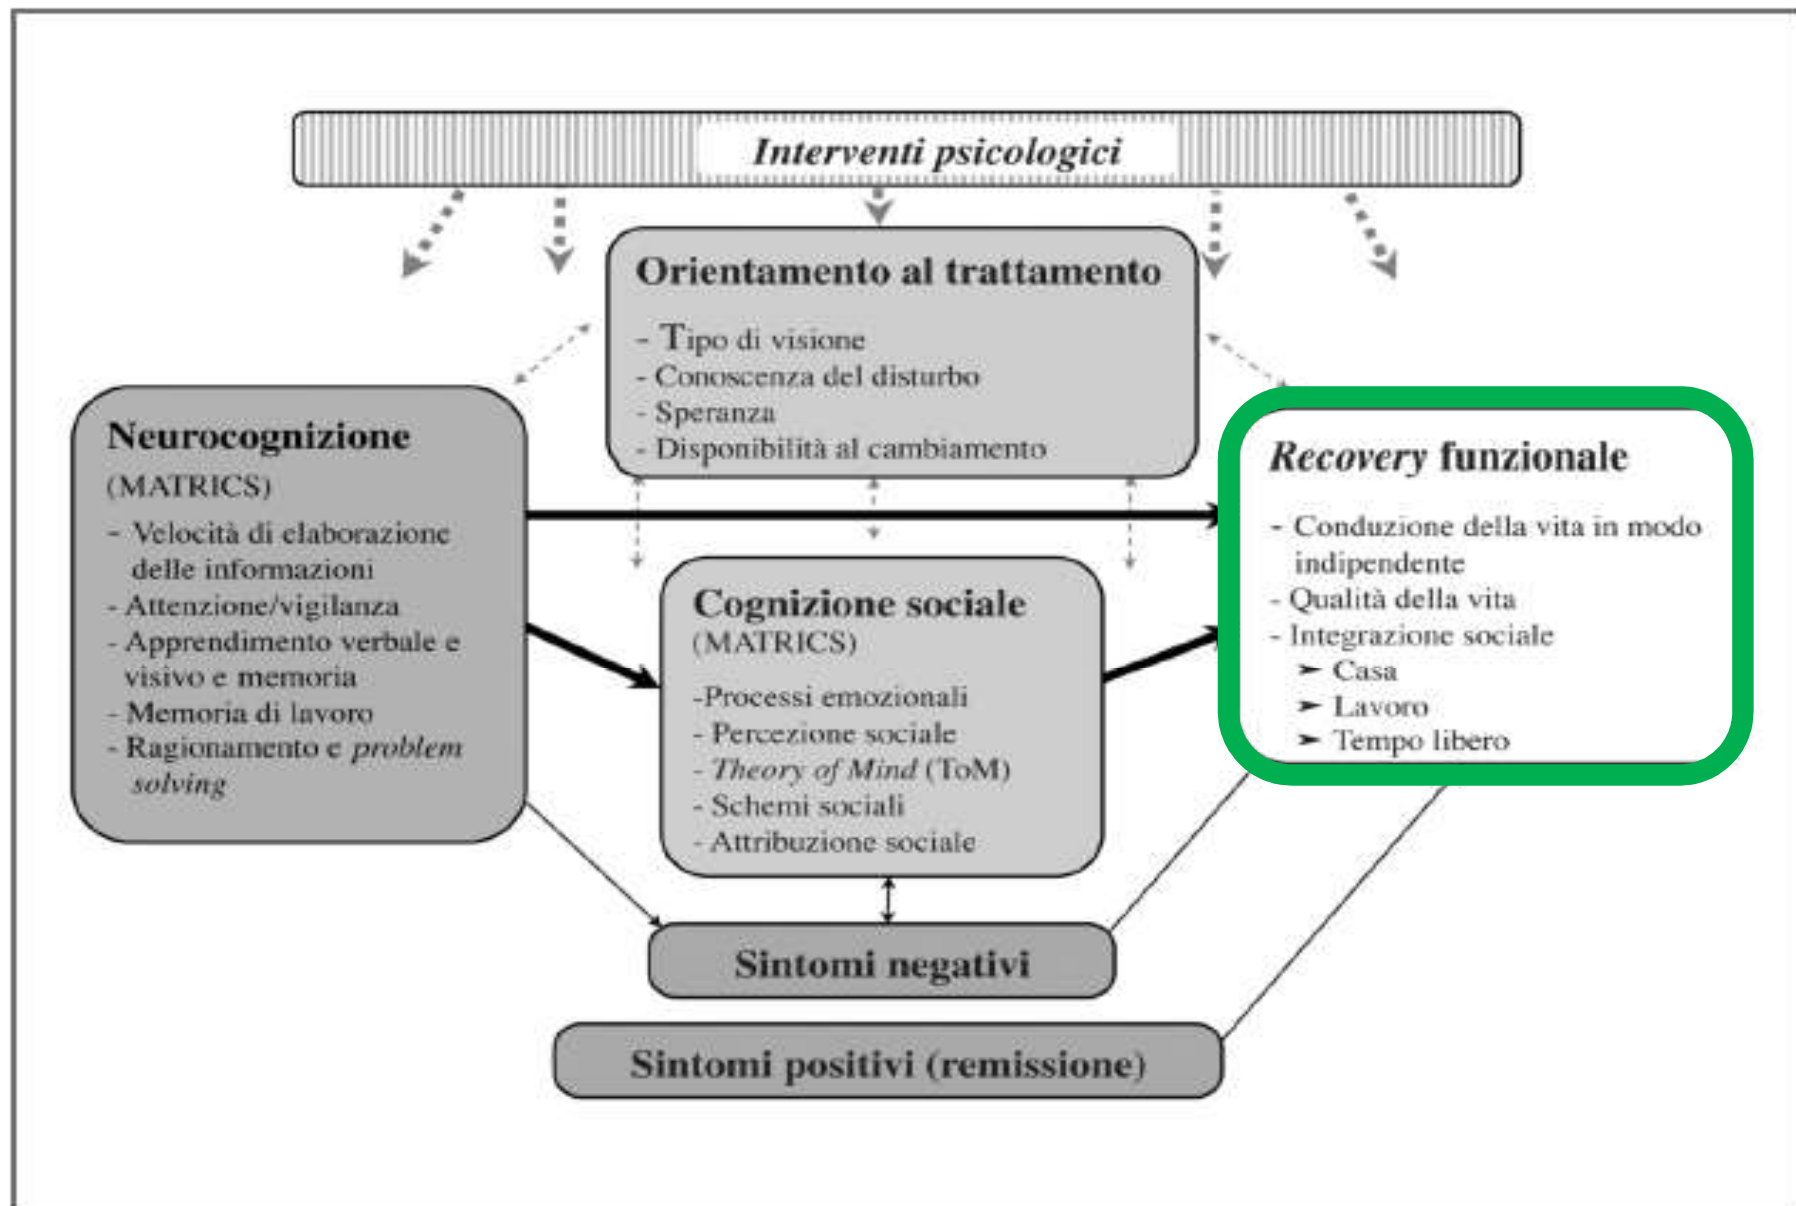 Interventi psicologici
Orientamento al trattamento
- Tipo di visione
- Conoscenza del disturbo
- Speranza
- Disponibilità al cambiamento
Neurocognizione
(MATRICS)
- Velocità di elaborazione
delle informazioni
- Attenzione/vigilanza
- Apprendimento verbale e
visivo e memoria
- Memoria di lavoro
- Ragionamento e problem
solving
Cognizione sociale
(MATRICS)
-Processi emozionali
- Percezione sociale
- Theory of Mind (ToM)
- Schemi sociali
- Attribuzione sociale
Recovery funzionale
- Conduzione della vita in modo
indipendente
- Qualità della vita
- Integrazione sociale
➤ Casa
➤ Lavoro
➤ Tempo libero
Sintomi negativi
Sintomi positivi (remissione)